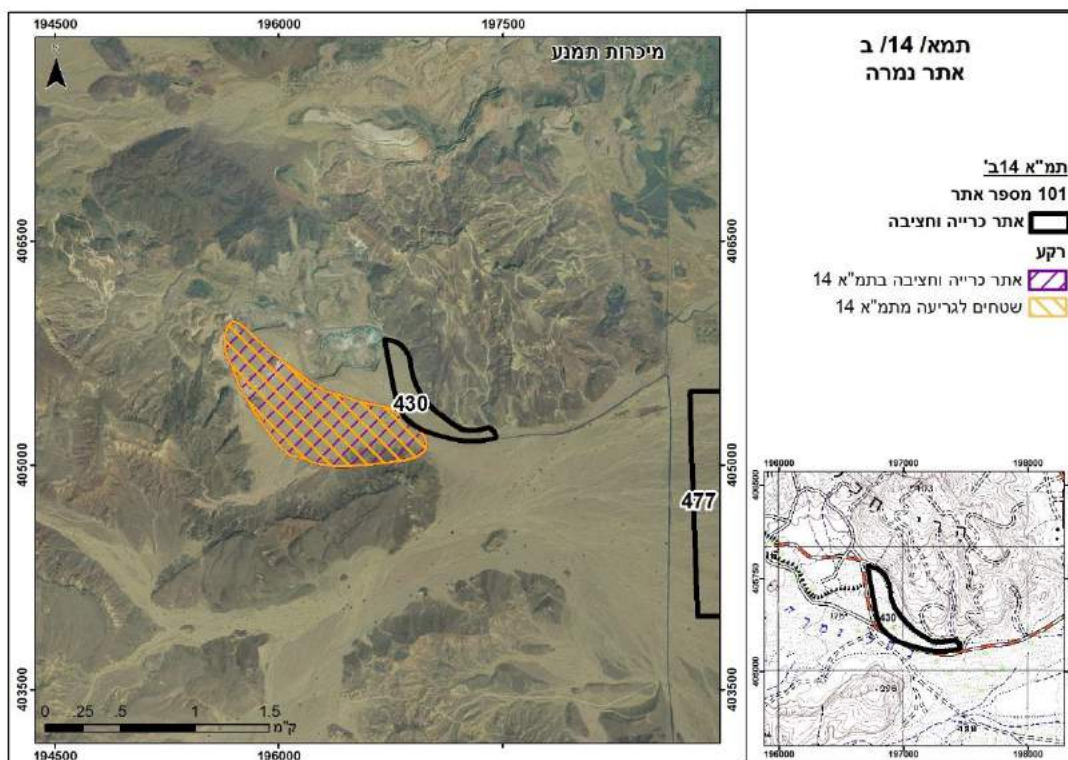 תמא/ 14/ ב
אתר נמרה
תמ"א 14ב'
101 מספר אתר
אתר כרייה וחציבה
רקע
אתר כרייה וחציבה בתמ"א 14
שטחים לגריעה מתמ"א 14
194500 196000 197500
מיכרות תמנע
406500 406500
430
405000 405000
477
403500 403500
0 .25 .5 1 1.5
ק"מ
194500 196000 197500
196000 197000 198000
406500
405750
430
405000
196000 197000 198000